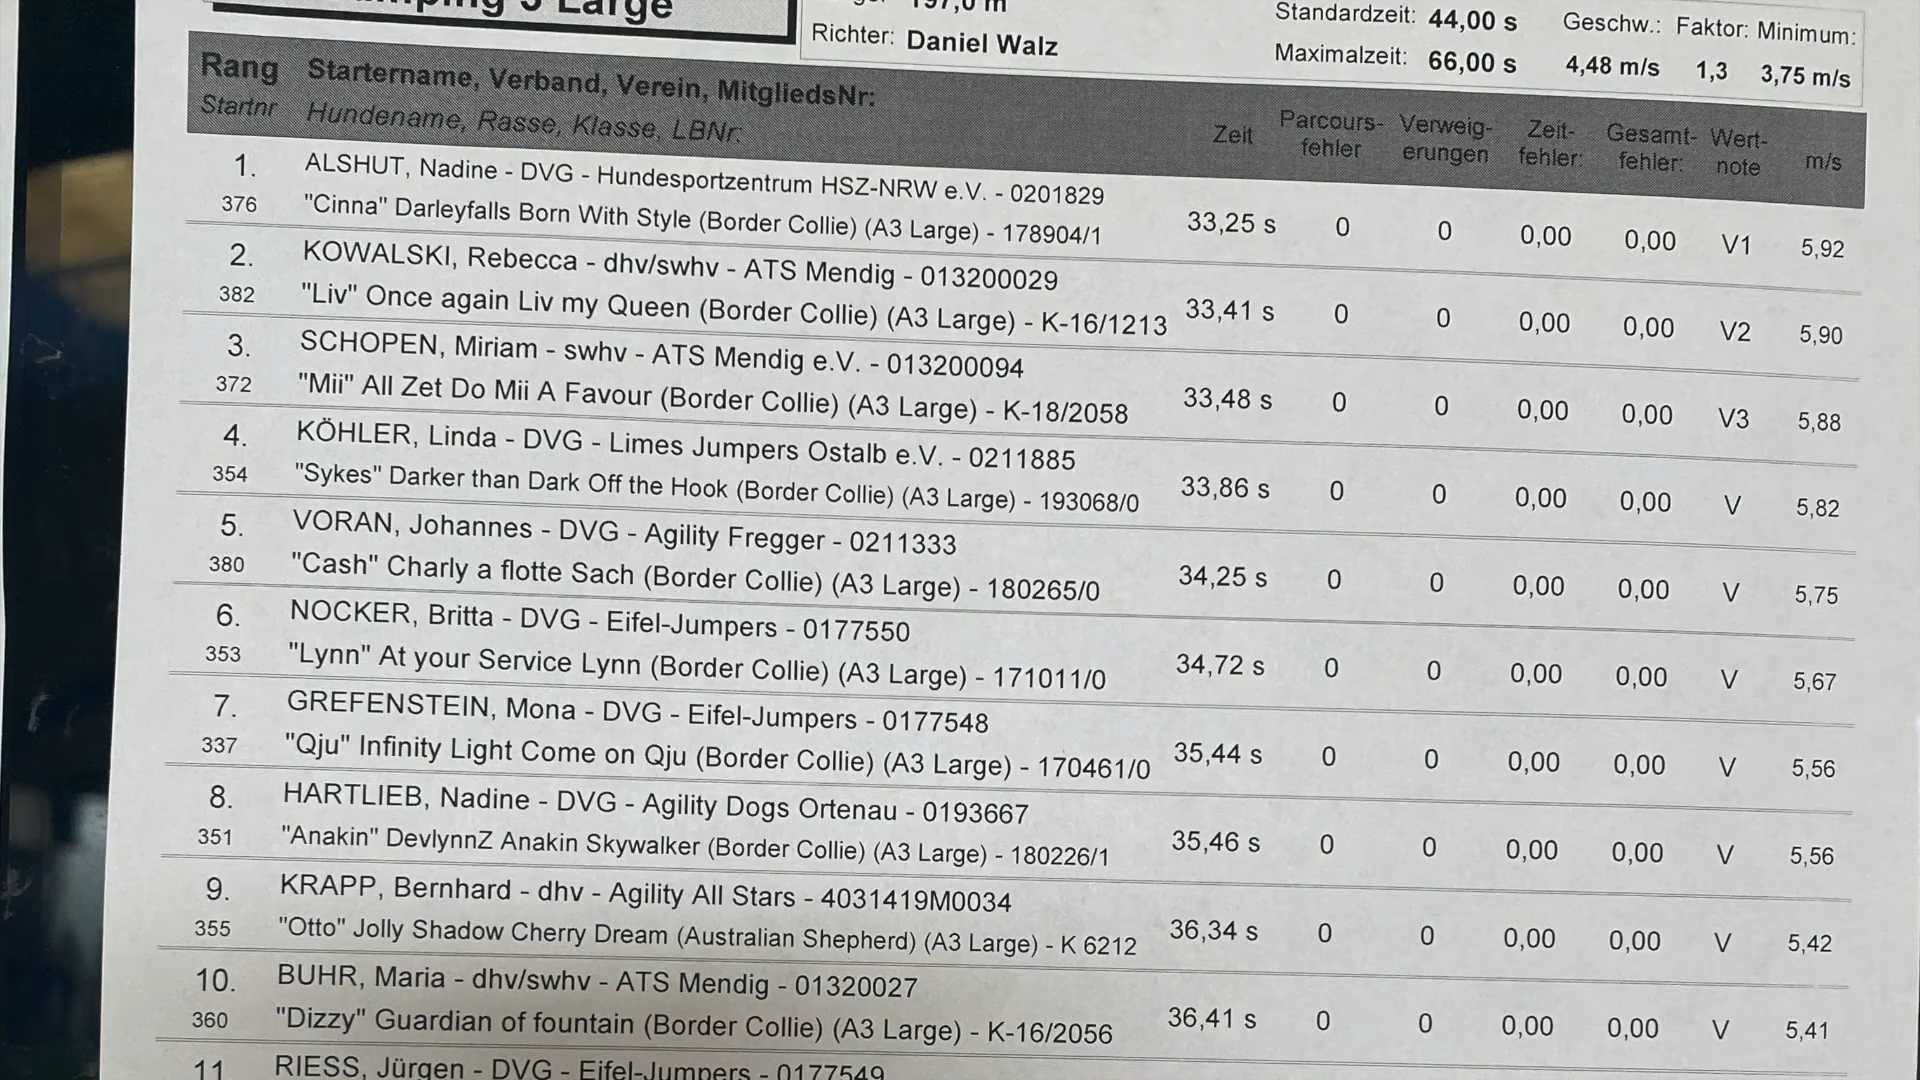 3 Large
197,0 m
Richter: Daniel Walz
Standardzeit: 44,00 s
Maximalzeit: 66,00 s
Geschw.: Faktor: Minimum:
4,48 m/s 1,3 3,75 m/s
Rang Startername, Verband, Verein, MitgliedsNr:
Startnr Hundename, Rasse, Klasse, LBNr: Zeit Parcours-fehler Verweig-erungen Zeit-fehler: Gesamt-fehler: Wert-note m/s
1. ALSHUT, Nadine - DVG - Hundesportzentrum HSZ-NRW e.V. - 0201829
376 "Cinna" Darleyfalls Born With Style (Border Collie) (A3 Large) - 178904/1 33,25 s 0 0 0,00 0,00 V1 5,92
2. KOWALSKI, Rebecca - dhv/swhv - ATS Mendig - 013200029
382 "Liv" Once again Liv my Queen (Border Collie) (A3 Large) - K-16/1213 33,41 s 0 0 0,00 0,00 V2 5,90
3. SCHOPEN, Miriam - swhv - ATS Mendig e.V. - 013200094
372 "Mii" All Zet Do Mii A Favour (Border Collie) (A3 Large) - K-18/2058 33,48 s 0 0 0,00 0,00 V3 5,88
4. KÖHLER, Linda - DVG - Limes Jumpers Ostalb e.V. - 0211885
354 "Sykes" Darker than Dark Off the Hook (Border Collie) (A3 Large) - 193068/0 33,86 s 0 0 0,00 0,00 V 5,82
5. VORAN, Johannes - DVG - Agility Fregger - 0211333
380 "Cash" Charly a flotte Sach (Border Collie) (A3 Large) - 180265/0 34,25 s 0 0 0,00 0,00 V 5,75
6. NOCKER, Britta - DVG - Eifel-Jumpers - 0177550
353 "Lynn" At your Service Lynn (Border Collie) (A3 Large) - 171011/0 34,72 s 0 0 0,00 0,00 V 5,67
7. GREFENSTEIN, Mona - DVG - Eifel-Jumpers - 0177548
337 "Qju" Infinity Light Come on Qju (Border Collie) (A3 Large) - 170461/0 35,44 s 0 0 0,00 0,00 V 5,56
8. HARTLIEB, Nadine - DVG - Agility Dogs Ortenau - 0193667
351 "Anakin" DevlynnZ Anakin Skywalker (Border Collie) (A3 Large) - 180226/1 35,46 s 0 0 0,00 0,00 V 5,56
9. KRAPP, Bernhard - dhv - Agility All Stars - 4031419M0034
355 "Otto" Jolly Shadow Cherry Dream (Australian Shepherd) (A3 Large) - K 6212 36,34 s 0 0 0,00 0,00 V 5,42
10. BUHR, Maria - dhv/swhv - ATS Mendig - 01320027
360 "Dizzy" Guardian of fountain (Border Collie) (A3 Large) - K-16/2056 36,41 s 0 0 0,00 0,00 V 5,41
11 RIESS, Jürgen - DVG - Eifel-Jumpers - 0177549